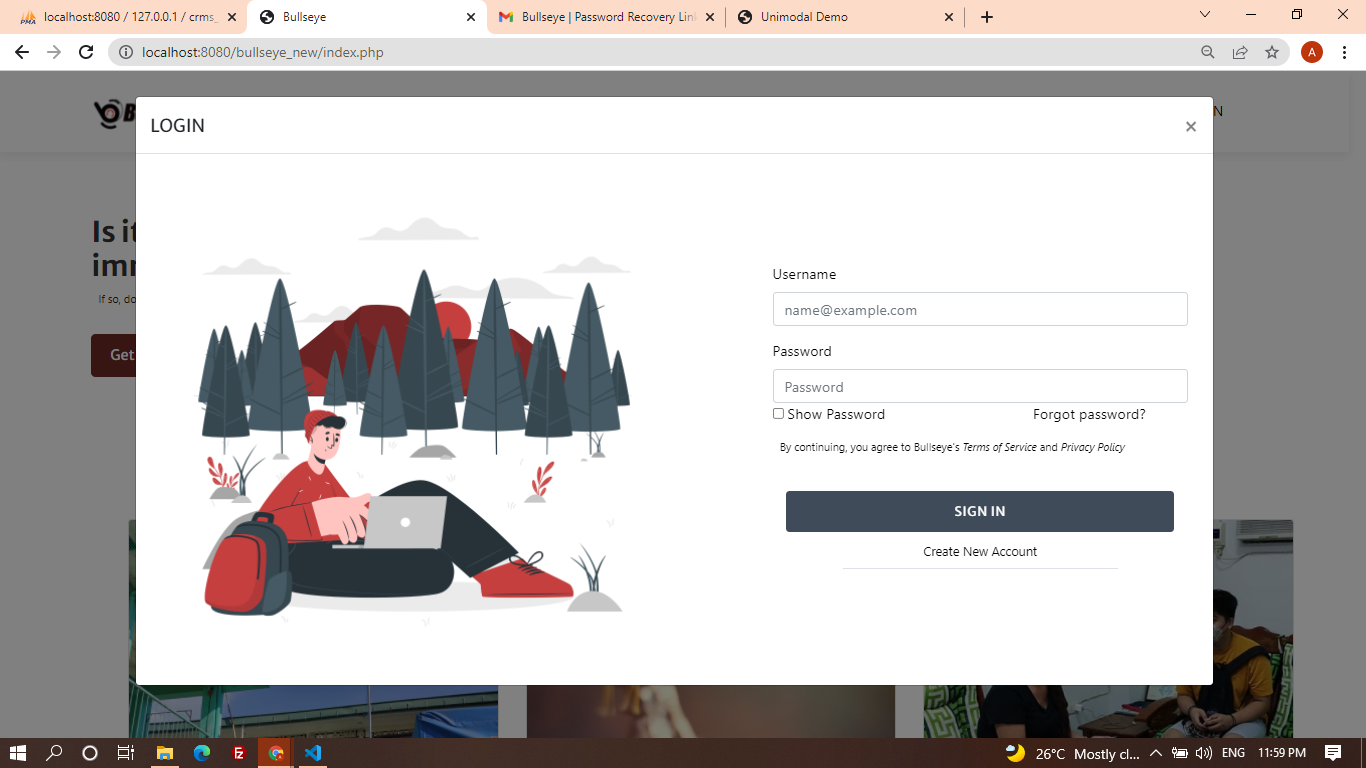 localhost:8080 / 127.0.0.1 / crms_
Bullseye
Bullseye | Password Recovery Lin
Unimodal Demo
localhost:8080/bullseye_new/index.php
A
B
N
LOGIN
×
Is it
imm
If so, do
Get
Username
name@example.com
Password
Password
Show Password
Forgot password?
By continuing, you agree to Bullseye's Terms of Service and Privacy Policy
SIGN IN
Create New Account
26°C Mostly cl...
ENG
11:59 PM